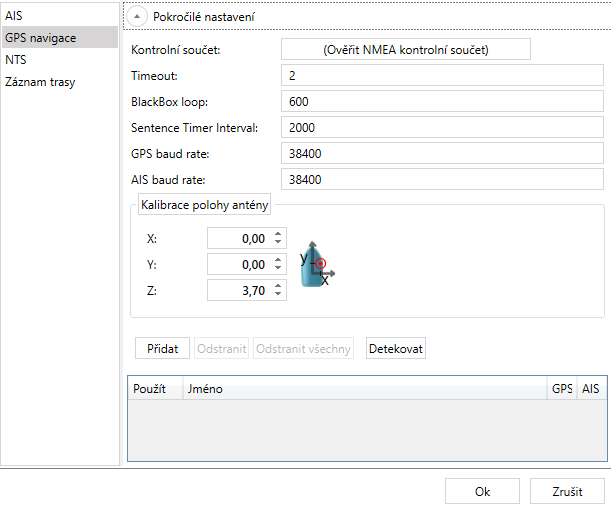 AIS
GPS navigace
NTS
Záznam trasy
Pokročilé nastavení
Kontrolní součet: (Ověřit NMEA kontrolní součet)
Timeout: 2
BlackBox loop: 600
Sentence Timer Interval: 2000
GPS baud rate: 38400
AIS baud rate: 38400
Kalibrace polohy antény
X: 0,00
Y: 0,00
Z: 3,70
y
x
Přidat Odstranit Odstranit všechny Detekovat
Použít Jméno GPS AIS
Ok Zrušit